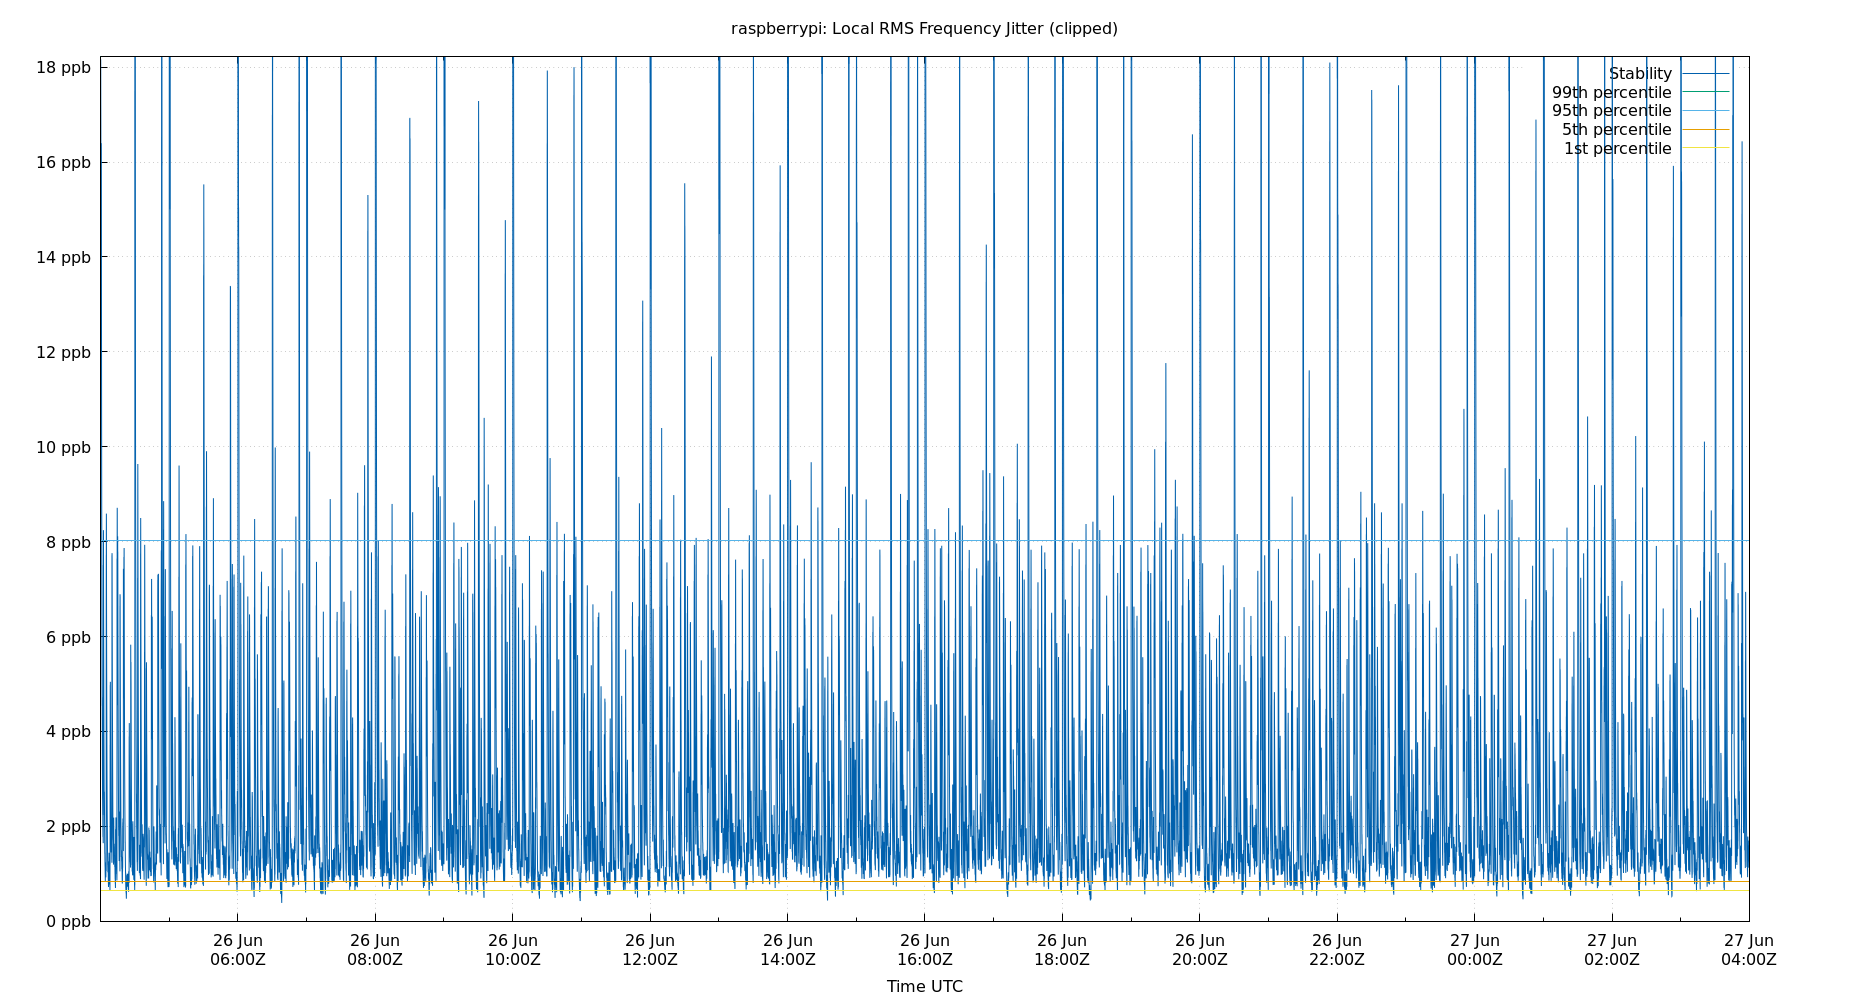 raspberrypi: Local RMS Frequency Jitter (clipped)
18 ppb
16 ppb
14 ppb
12 ppb
10 ppb
8 ppb
6 ppb
4 ppb
2 ppb
0 ppb
Stability
99th percentile
95th percentile
5th percentile
1st percentile
26 Jun
06:00Z
26 Jun
08:00Z
26 Jun
10:00Z
26 Jun
12:00Z
26 Jun
14:00Z
26 Jun
16:00Z
26 Jun
18:00Z
26 Jun
20:00Z
26 Jun
22:00Z
27 Jun
00:00Z
27 Jun
02:00Z
27 Jun
04:00Z
Time UTC